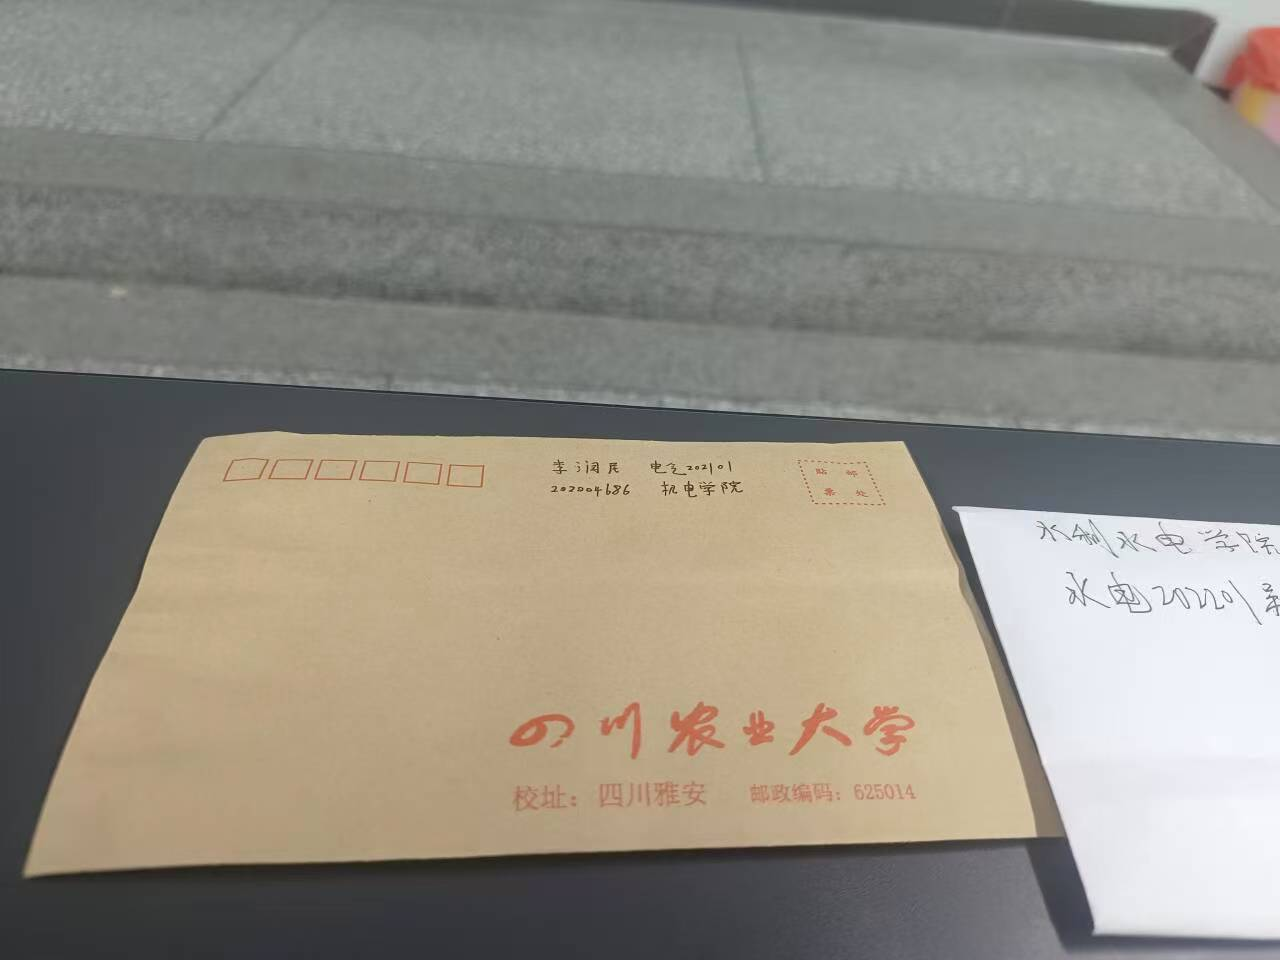 李润民 电气202101
202004686 机电学院
贴 邮
票 处
四川农业大学
校址：四川雅安 邮政编码：625014
水利水电学院
水电202201